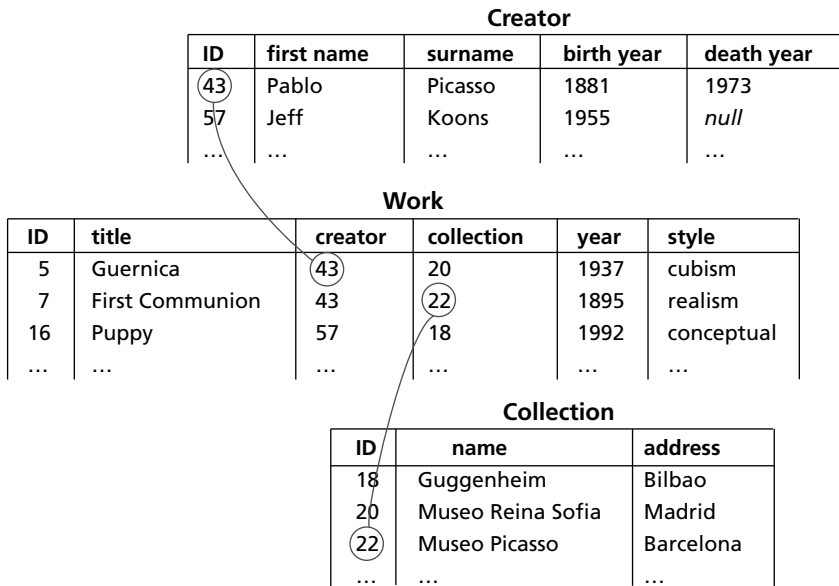 Creator
ID first name surname birth year death year
43 Pablo Picasso 1881 1973
57 Jeff Koons 1955 null
… … … … …
Work
ID title creator collection year style
5 Guernica 43 20 1937 cubism
7 First Communion 43 22 1895 realism
16 Puppy 57 18 1992 conceptual
… … … … … …
Collection
ID name address
18 Guggenheim Bilbao
20 Museo Reina Sofia Madrid
22 Museo Picasso Barcelona
… … …